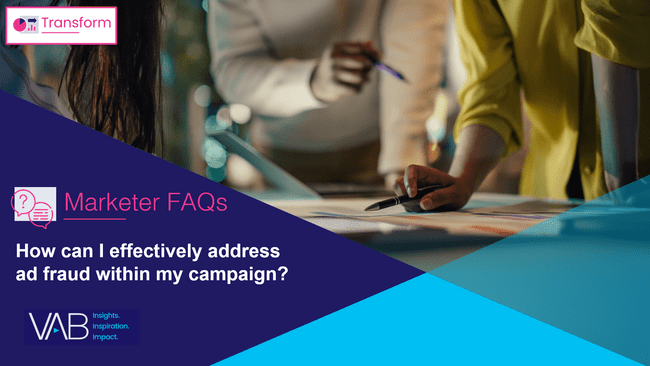 Transform
Marketer FAQs
How can I effectively address
ad fraud within my campaign?
VAB
Insights.
Inspiration.
Impact.